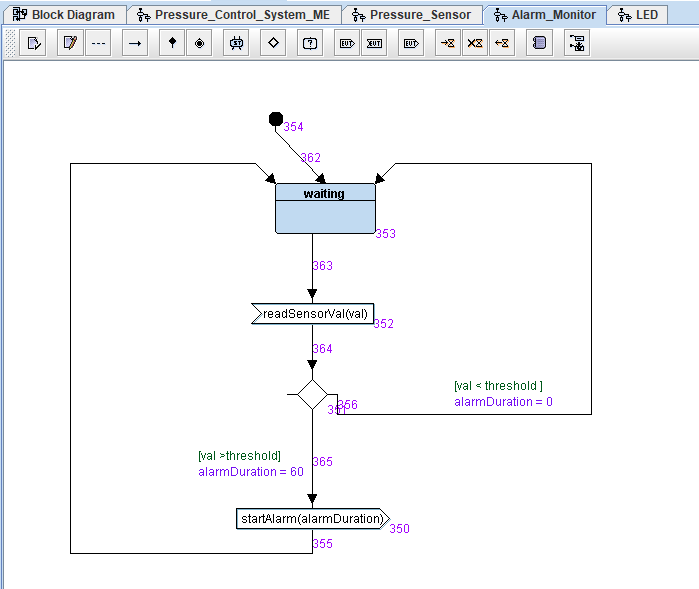 Block Diagram Pressure_Control_System_ME Pressure_Sensor Alarm_Monitor LED
354
362
waiting
353
363
readSensorVal(val)
352
364
[val < threshold ]
356
351
alarmDuration = 0
[val >threshold]
365
alarmDuration = 60
startAlarm(alarmDuration)
350
355